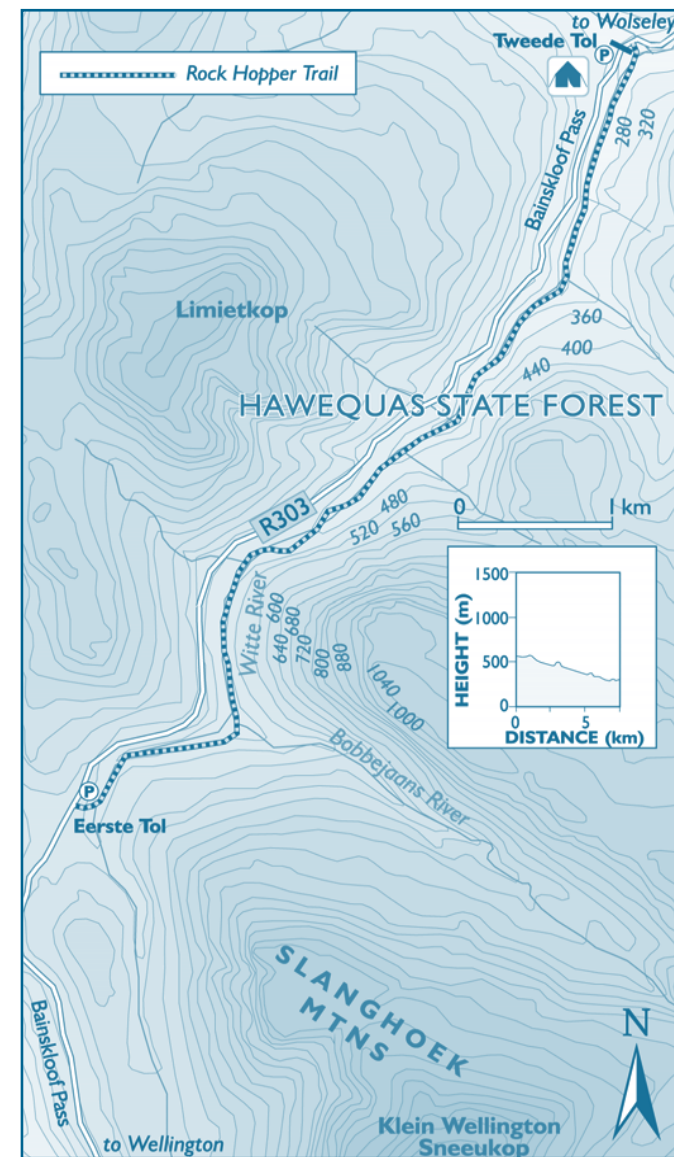 to Wolseley
Tweede Tol
P
Rock Hopper Trail
280
320
Bainskloof Pass
Limietkop
360
400
440
HAWEQUAS STATE FOREST
0 1 km
R303
480
520
560
1500
1000
500
0
HEIGHT (m)
0 5
DISTANCE (km)
Witte River
600
640
680
720
800
880
1040
1000
Bobbejaans River
P
Eerste Tol
SLANGHOEK
MTNS
N
Bainskloof Pass
Klein Wellington
Sneeukop
to Wellington